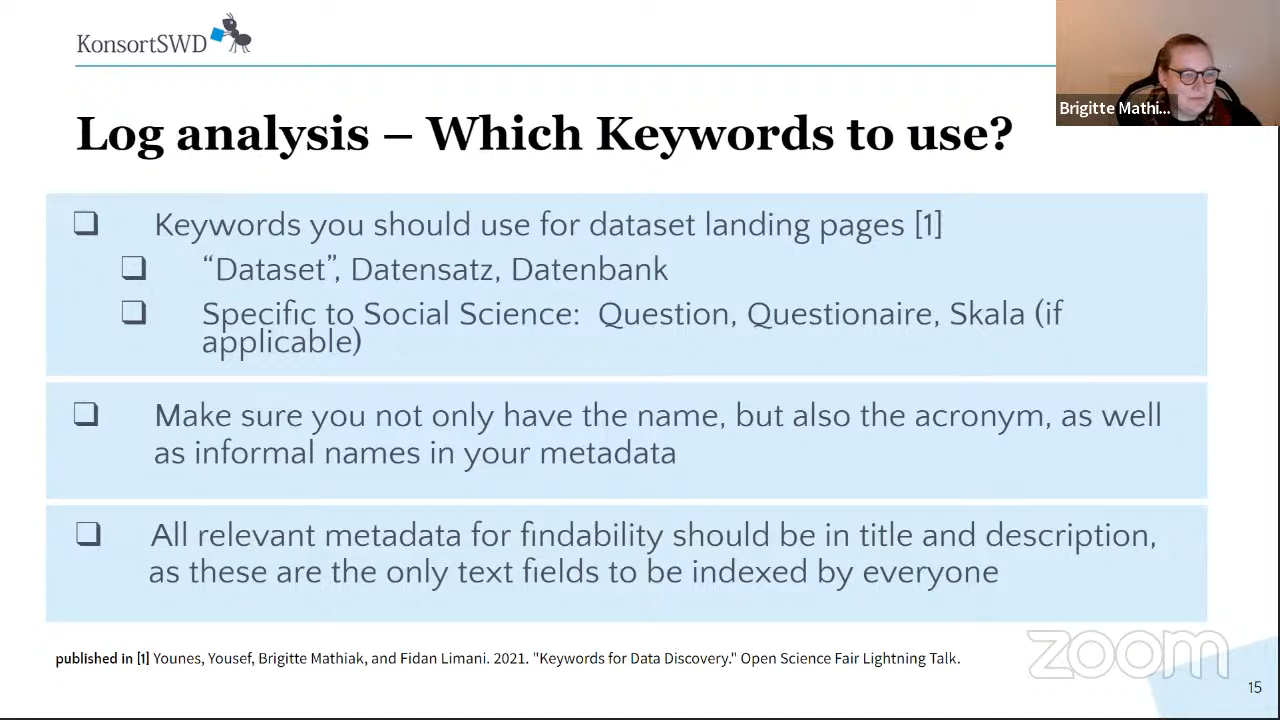 KonsortSWD
Brigitte Mathi...
Log analysis – Which Keywords to use?
❑ Keywords you should use for dataset landing pages [1]
❑ “Dataset”, Datensatz, Datenbank
❑ Specific to Social Science: Question, Questionaire, Skala (if
applicable)
❑ Make sure you not only have the name, but also the acronym, as well
as informal names in your metadata
❑ All relevant metadata for findability should be in title and description,
as these are the only text fields to be indexed by everyone
published in [1] Younes, Yousef, Brigitte Mathiak, and Fidan Limani. 2021. "Keywords for Data Discovery." Open Science Fair Lightning Talk.
zoom
15